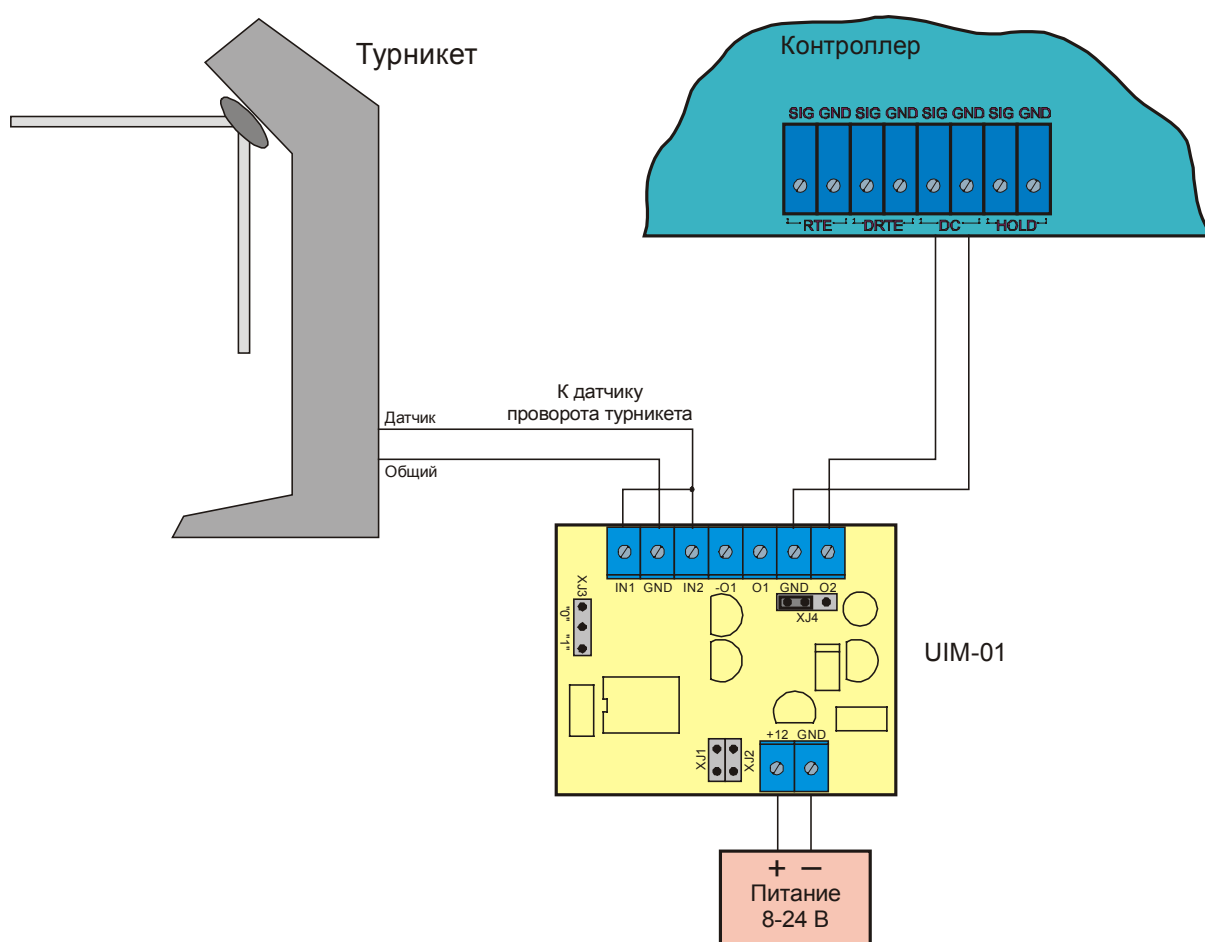 Турникет
Контроллер
SIG GND SIG GND SIG GND SIG GND
RTE DRTE DC HOLD
К датчику
проворота турникета
Датчик
Общий
IN1 GND IN2 -O1 O1 GND O2
XJ3
"0" "1"
XJ4
UIM-01
XJ1
XJ2
+12 GND
+ −
Питание
8-24 В